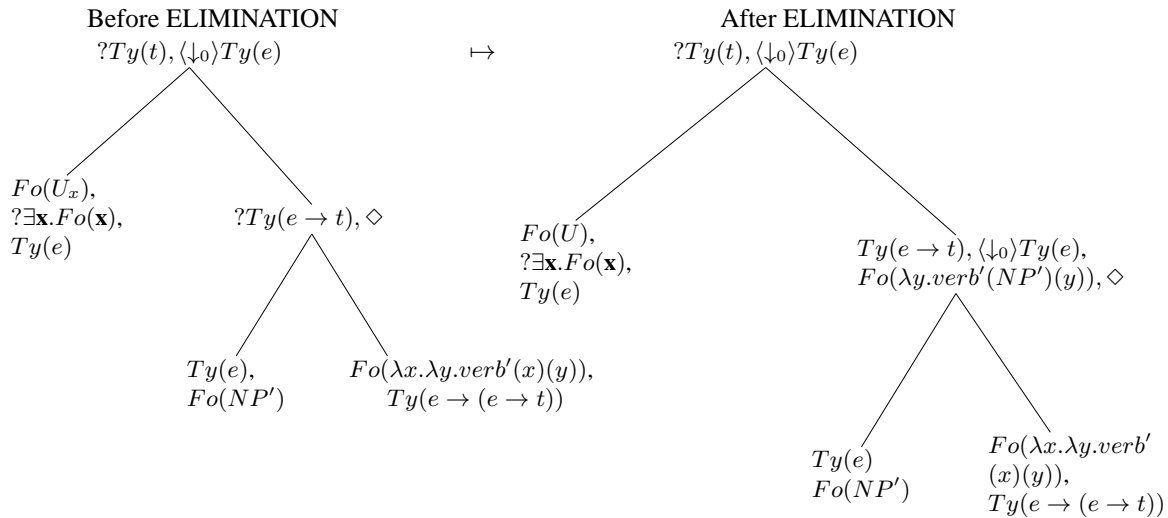 Before ELIMINATION
?Ty(t), ⟨↓₀⟩Ty(e)
↦
After ELIMINATION
?Ty(t), ⟨↓₀⟩Ty(e)
Fo(Uₓ),
?∃x.Fo(x),
Ty(e)
?Ty(e → t), ◇
Ty(e),
Fo(NP′)
Fo(λx.λy.verb′(x)(y)),
Ty(e → (e → t))
Fo(U),
?∃x.Fo(x),
Ty(e)
Ty(e → t), ⟨↓₀⟩Ty(e),
Fo(λy.verb′(NP′)(y)), ◇
Ty(e)
Fo(NP′)
Fo(λx.λy.verb′
(x)(y)),
Ty(e → (e → t))